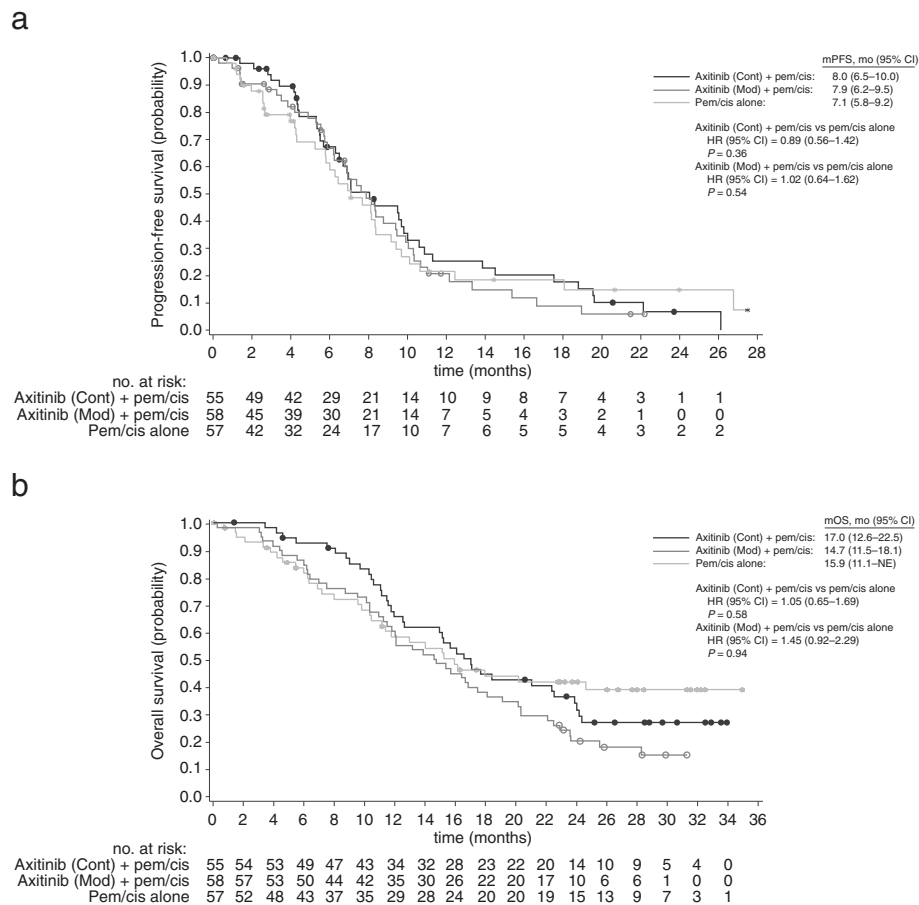 a
mPFS, mo (95% CI)
Axitinib (Cont) + pem/cis: 8.0 (6.5–10.0)
Axitinib (Mod) + pem/cis: 7.9 (6.2–9.5)
Pem/cis alone: 7.1 (5.8–9.2)
Axitinib (Cont) + pem/cis vs pem/cis alone
HR (95% CI) = 0.89 (0.56–1.42)
P = 0.36
Axitinib (Mod) + pem/cis vs pem/cis alone
HR (95% CI) = 1.02 (0.64–1.62)
P = 0.54
Progression-free survival (probability)
1.0
0.9
0.8
0.7
0.6
0.5
0.4
0.3
0.2
0.1
0.0
0 2 4 6 8 10 12 14 16 18 20 22 24 26 28
time (months)
no. at risk:
Axitinib (Cont) + pem/cis 55 49 42 29 21 14 10 9 8 7 4 3 1 1
Axitinib (Mod) + pem/cis 58 45 39 30 21 14 7 5 4 3 2 1 0 0
Pem/cis alone 57 42 32 24 17 10 7 6 5 5 4 3 2 2
b
mOS, mo (95% CI)
Axitinib (Cont) + pem/cis: 17.0 (12.6–22.5)
Axitinib (Mod) + pem/cis: 14.7 (11.5–18.1)
Pem/cis alone: 15.9 (11.1–NE)
Axitinib (Cont) + pem/cis vs pem/cis alone
HR (95% CI) = 1.05 (0.65–1.69)
P = 0.58
Axitinib (Mod) + pem/cis vs pem/cis alone
HR (95% CI) = 1.45 (0.92–2.29)
P = 0.94
Overall survival (probability)
1.0
0.9
0.8
0.7
0.6
0.5
0.4
0.3
0.2
0.1
0.0
0 2 4 6 8 10 12 14 16 18 20 22 24 26 28 30 32 34 36
time (months)
no. at risk:
Axitinib (Cont) + pem/cis 55 54 53 49 47 43 34 32 28 23 22 20 14 10 9 5 4 0
Axitinib (Mod) + pem/cis 58 57 53 50 44 42 35 30 26 22 20 17 10 6 6 1 0 0
Pem/cis alone 57 52 48 43 37 35 29 28 24 20 20 19 15 13 9 7 3 1